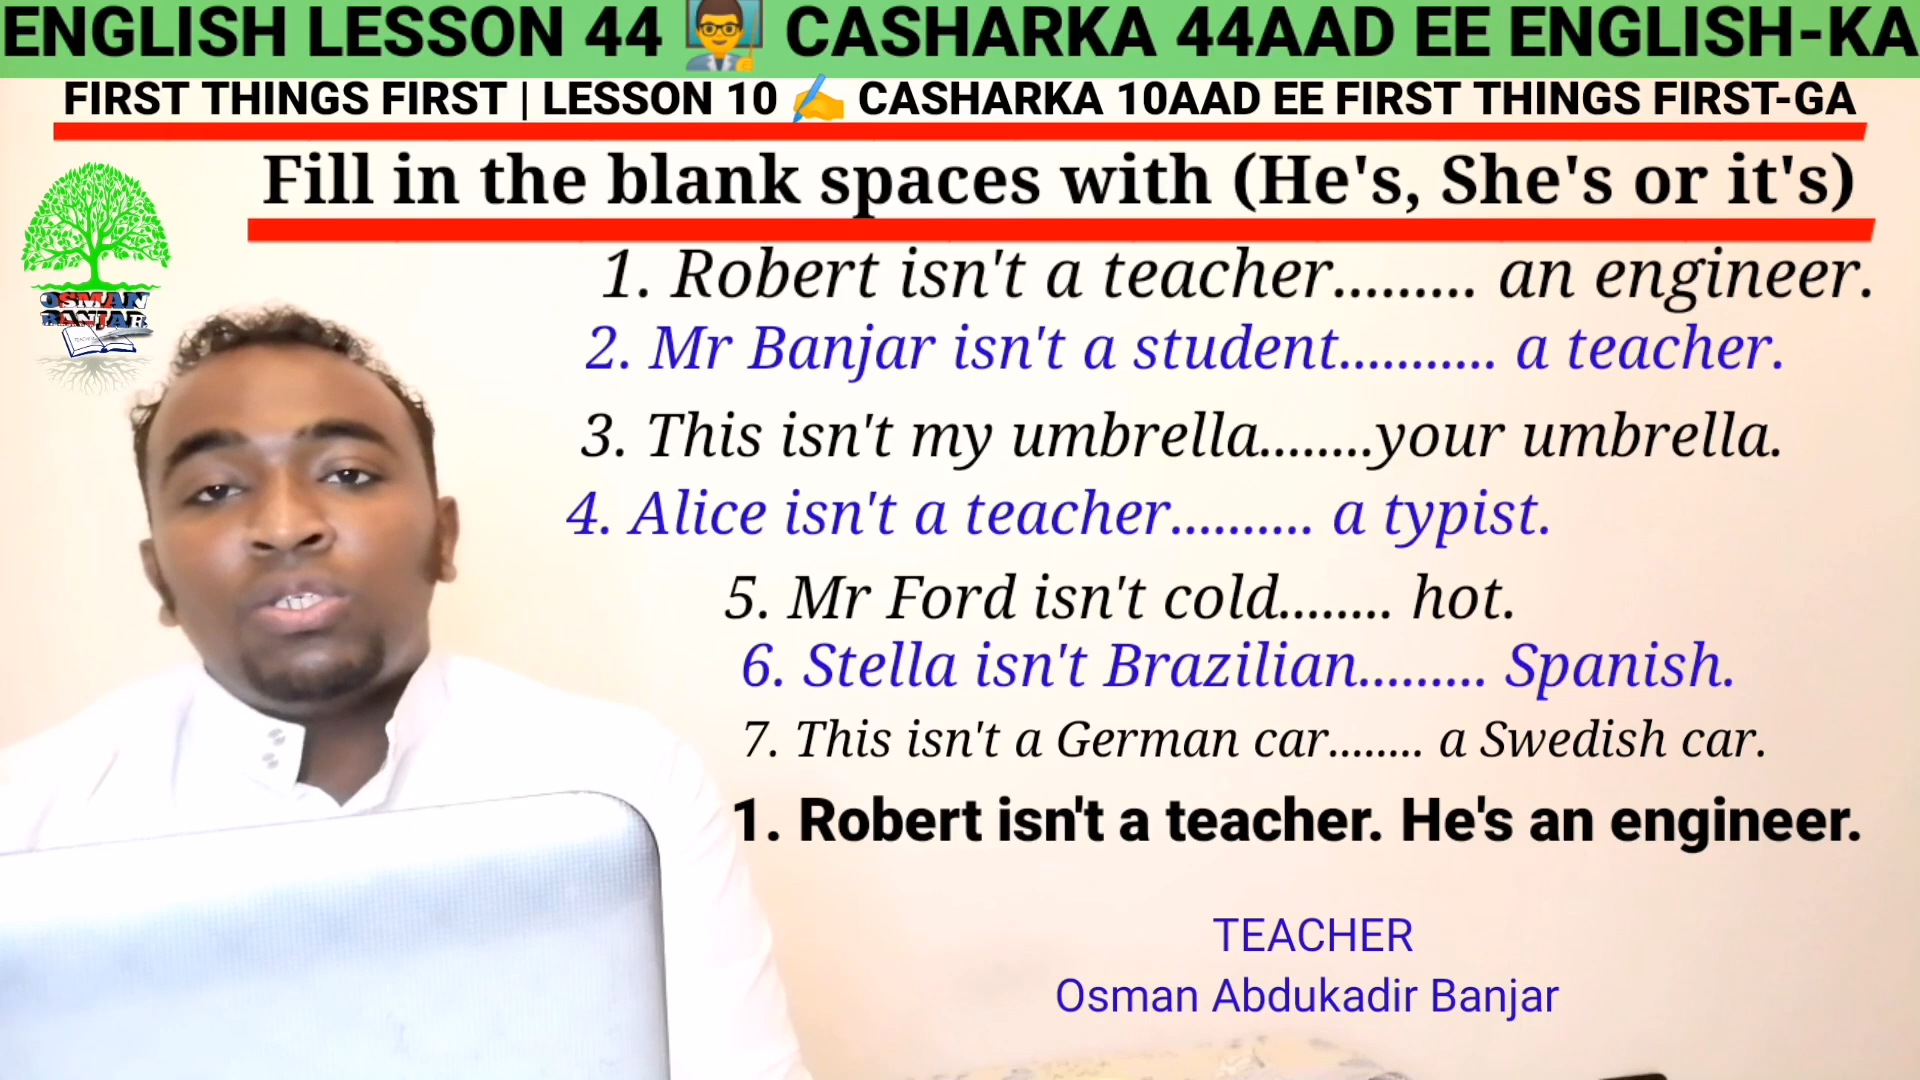 ENGLISH LESSON 44 👨‍🏫 CASHARKA 44AAD EE ENGLISH-KA
FIRST THINGS FIRST | LESSON 10 ✍️ CASHARKA 10AAD EE FIRST THINGS FIRST-GA
Fill in the blank spaces with (He's, She's or it's)
OSMAN
BANJAR
1. Robert isn't a teacher......... an engineer.
2. Mr Banjar isn't a student........... a teacher.
3. This isn't my umbrella........your umbrella.
4. Alice isn't a teacher.......... a typist.
5. Mr Ford isn't cold........ hot.
6. Stella isn't Brazilian......... Spanish.
7. This isn't a German car........ a Swedish car.
1. Robert isn't a teacher. He's an engineer.
TEACHER
Osman Abdukadir Banjar